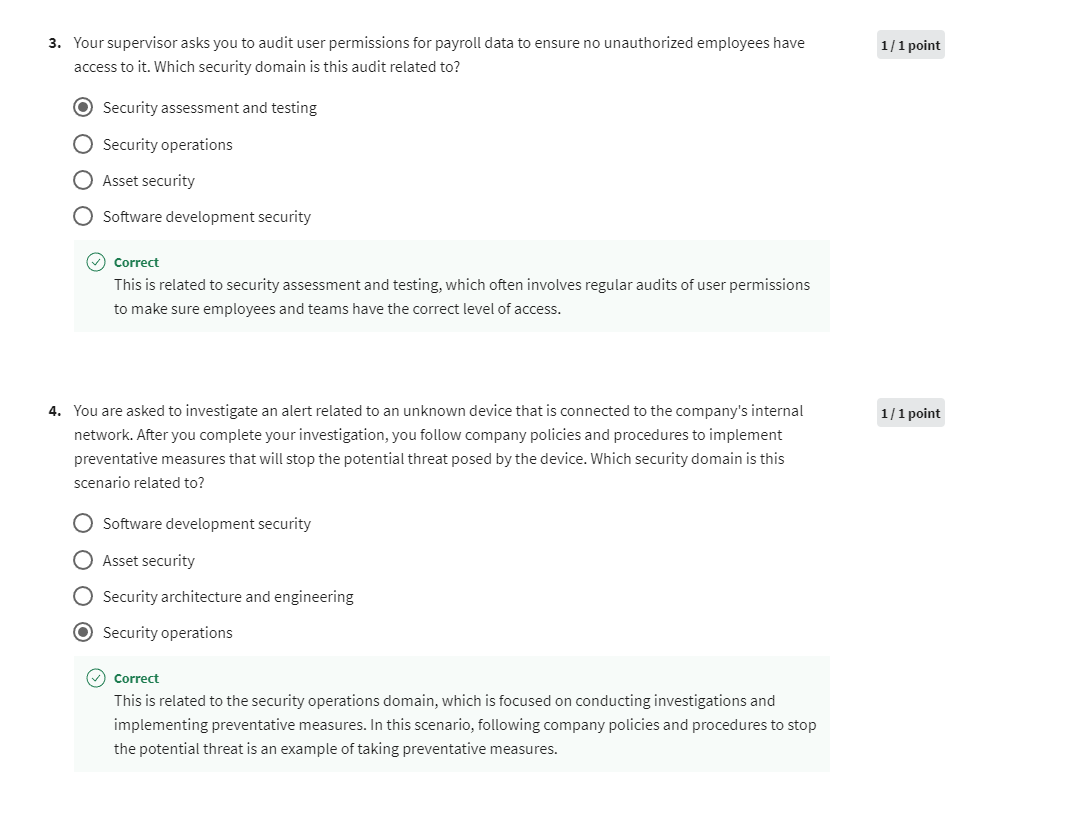 3. Your supervisor asks you to audit user permissions for payroll data to ensure no unauthorized employees have
access to it. Which security domain is this audit related to?
1 / 1 point
Security assessment and testing
Security operations
Asset security
Software development security
Correct
This is related to security assessment and testing, which often involves regular audits of user permissions
to make sure employees and teams have the correct level of access.
4. You are asked to investigate an alert related to an unknown device that is connected to the company's internal
network. After you complete your investigation, you follow company policies and procedures to implement
preventative measures that will stop the potential threat posed by the device. Which security domain is this
scenario related to?
1 / 1 point
Software development security
Asset security
Security architecture and engineering
Security operations
Correct
This is related to the security operations domain, which is focused on conducting investigations and
implementing preventative measures. In this scenario, following company policies and procedures to stop
the potential threat is an example of taking preventative measures.